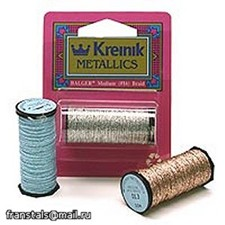 Kreinik
METALLICS
BALGER® Medium (#16) Braid
franstals@mail.ru